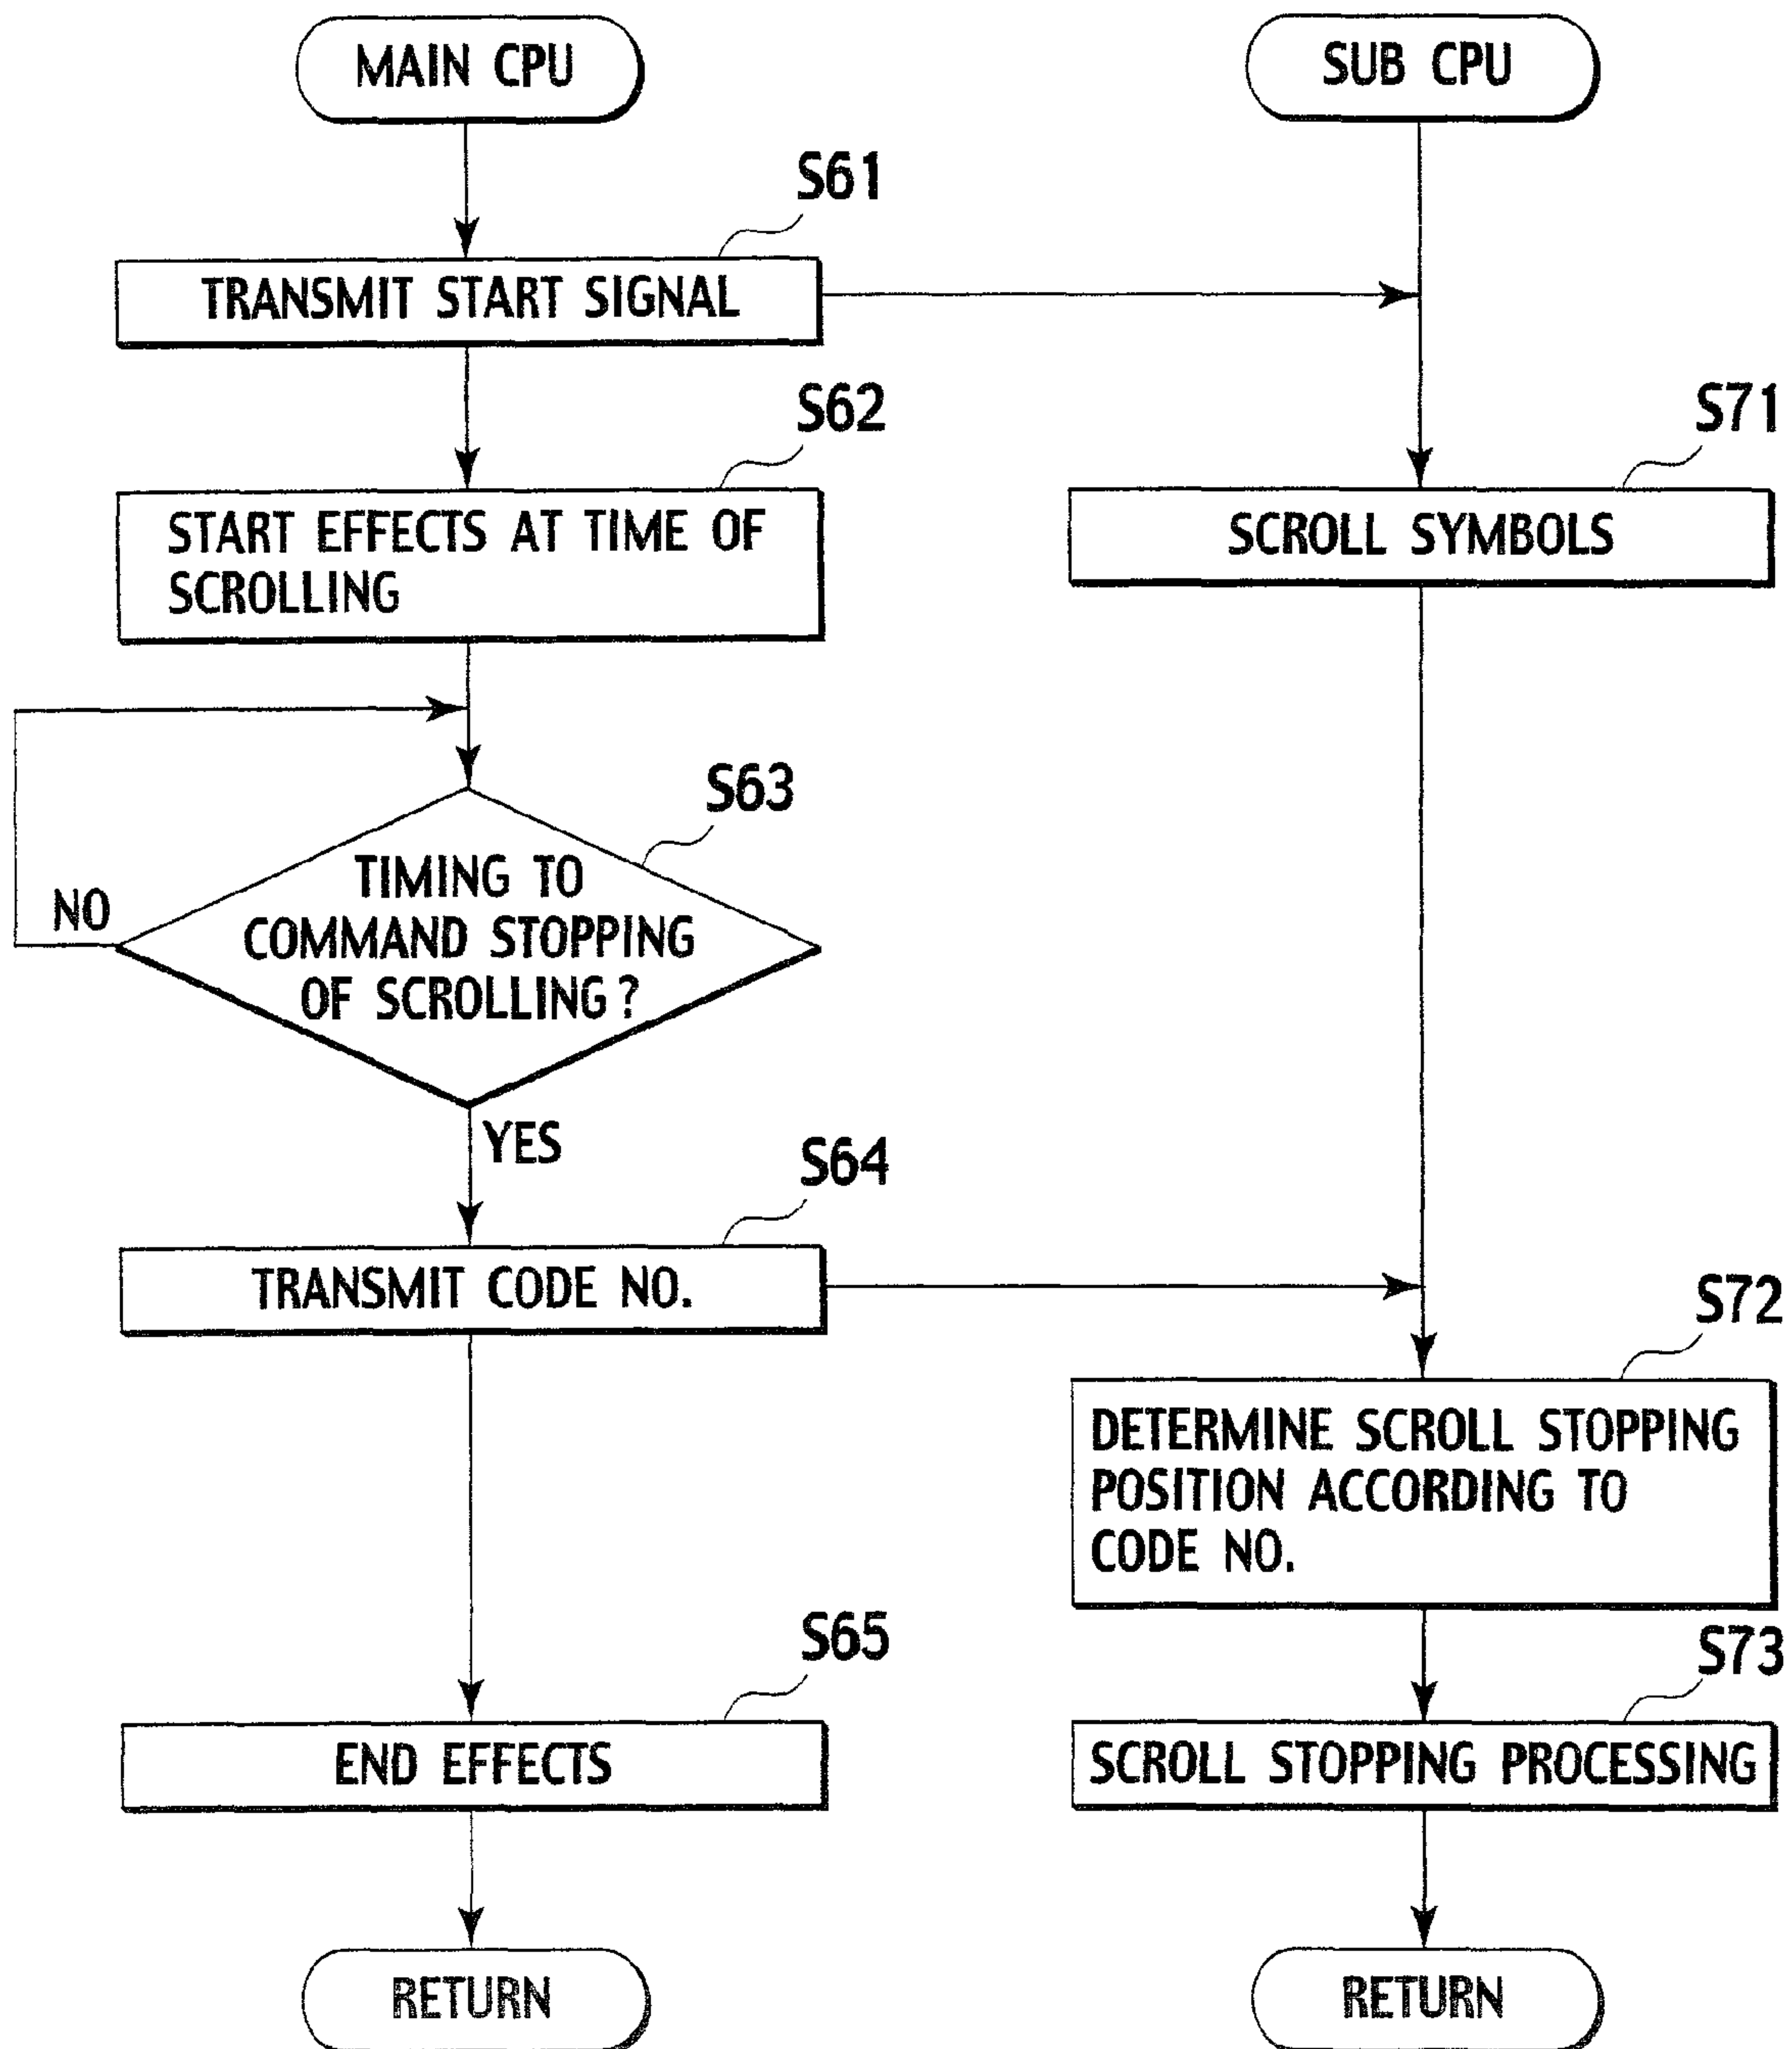 MAIN CPU
SUB CPU
S61
TRANSMIT START SIGNAL
S62
START EFFECTS AT TIME OF
SCROLLING
S71
SCROLL SYMBOLS
S63
TIMING TO
COMMAND STOPPING
OF SCROLLING?
NO
YES
S64
TRANSMIT CODE NO.
S72
DETERMINE SCROLL STOPPING
POSITION ACCORDING TO
CODE NO.
S65
END EFFECTS
S73
SCROLL STOPPING PROCESSING
RETURN
RETURN